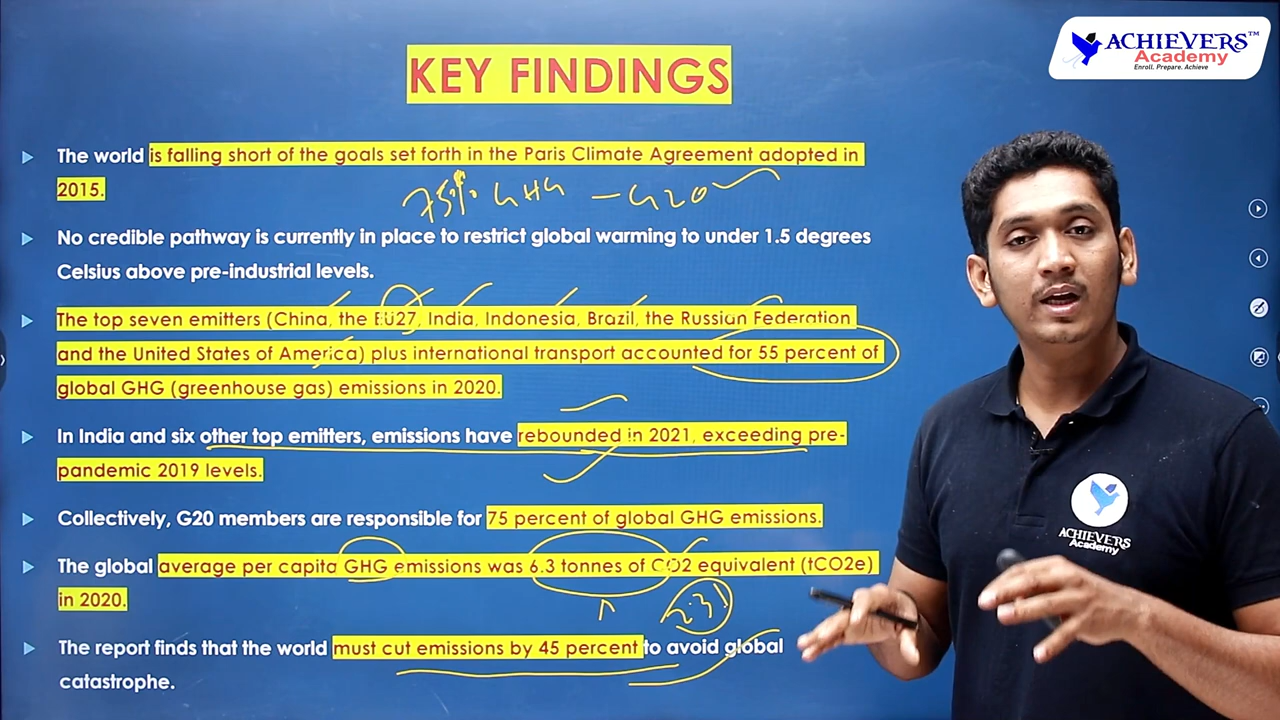 ACHIEVERS™
Academy
Enroll. Prepare. Achieve
KEY FINDINGS
The world is falling short of the goals set forth in the Paris Climate Agreement adopted in
2015.
75% GHG – G20
No credible pathway is currently in place to restrict global warming to under 1.5 degrees
Celsius above pre-industrial levels.
The top seven emitters (China, the EU27, India, Indonesia, Brazil, the Russian Federation
and the United States of America) plus international transport accounted for 55 percent of
global GHG (greenhouse gas) emissions in 2020.
In India and six other top emitters, emissions have rebounded in 2021, exceeding pre-
pandemic 2019 levels.
Collectively, G20 members are responsible for 75 percent of global GHG emissions.
The global average per capita GHG emissions was 6.3 tonnes of CO2 equivalent (tCO2e)
in 2020.
The report finds that the world must cut emissions by 45 percent to avoid global
catastrophe.
ACHIEVERS
Academy